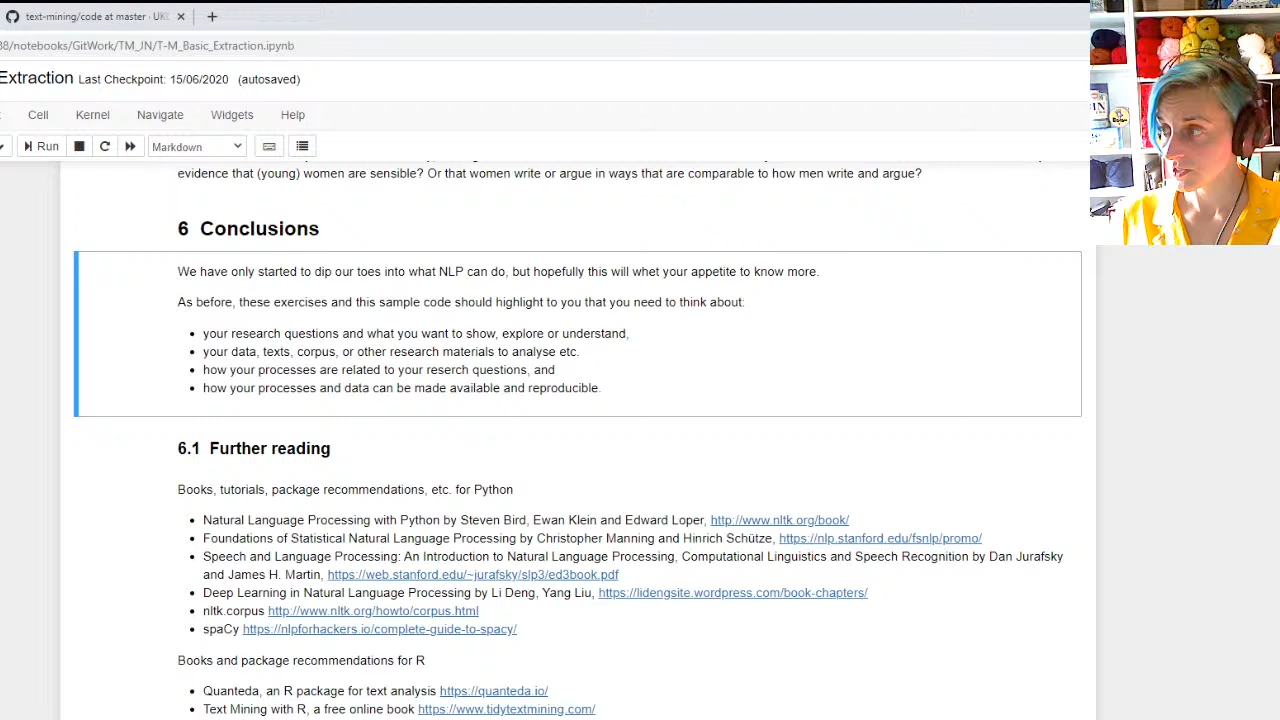 text-mining/code at master · UKD
38/notebooks/GitWork/TM_JN/T-M_Basic_Extraction.ipynb
Extraction Last Checkpoint: 15/06/2020 (autosaved)
Cell Kernel Navigate Widgets Help
Run Markdown
evidence that (young) women are sensible? Or that women write or argue in ways that are comparable to how men write and argue?
6 Conclusions
We have only started to dip our toes into what NLP can do, but hopefully this will whet your appetite to know more.
As before, these exercises and this sample code should highlight to you that you need to think about:
• your research questions and what you want to show, explore or understand,
• your data, texts, corpus, or other research materials to analyse etc.
• how your processes are related to your reserch questions, and
• how your processes and data can be made available and reproducible.
6.1 Further reading
Books, tutorials, package recommendations, etc. for Python
• Natural Language Processing with Python by Steven Bird, Ewan Klein and Edward Loper, http://www.nltk.org/book/
• Foundations of Statistical Natural Language Processing by Christopher Manning and Hinrich Schütze, https://nlp.stanford.edu/fsnlp/promo/
• Speech and Language Processing: An Introduction to Natural Language Processing, Computational Linguistics and Speech Recognition by Dan Jurafsky
and James H. Martin, https://web.stanford.edu/~jurafsky/slp3/ed3book.pdf
• Deep Learning in Natural Language Processing by Li Deng, Yang Liu, https://lidengsite.wordpress.com/book-chapters/
• nltk.corpus http://www.nltk.org/howto/corpus.html
• spaCy https://nlpforhackers.io/complete-guide-to-spacy/
Books and package recommendations for R
• Quanteda, an R package for text analysis https://quanteda.io/
• Text Mining with R, a free online book https://www.tidytextmining.com/